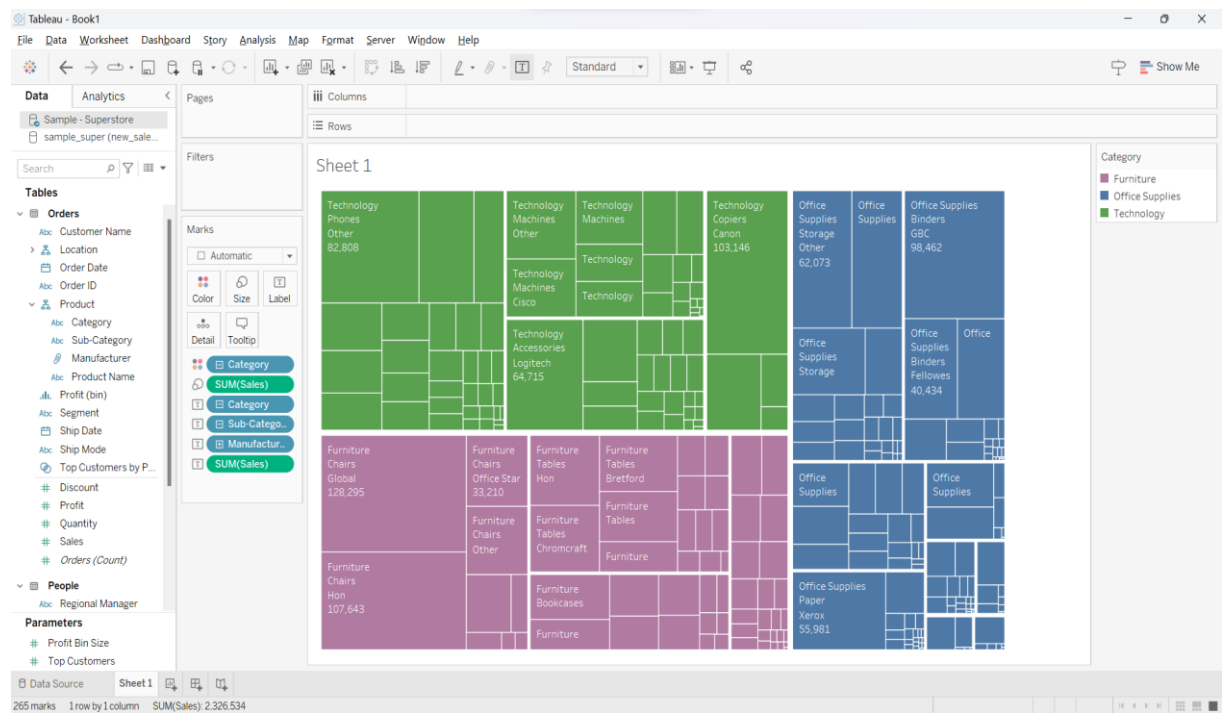 Tableau - Book1
File Data Worksheet Dashboard Story Analysis Map Format Server Window Help
Standard
Show Me
Data Analytics
Sample - Superstore
sample_super (new_sale...
Search
Tables
Orders
Abc Customer Name
Location
Order Date
Abc Order ID
Product
Abc Category
Abc Sub-Category
Manufacturer
Abc Product Name
Profit (bin)
Abc Segment
Ship Date
Abc Ship Mode
Top Customers by P...
# Discount
# Profit
# Quantity
# Sales
# Orders (Count)
People
Abc Regional Manager
Parameters
# Profit Bin Size
# Top Customers
Pages
Filters
Marks
Automatic
Color Size Label
Detail Tooltip
Category
SUM(Sales)
Category
Sub-Catego..
Manufactur..
SUM(Sales)
Columns
Rows
Sheet 1
Technology
Phones
Other
82,808
Technology
Machines
Other
Technology
Machines
Technology
Machines
Cisco
Technology
Technology
Technology
Accessories
Logitech
64,715
Technology
Copiers
Canon
103,146
Furniture
Chairs
Global
128,295
Furniture
Chairs
Hon
107,643
Furniture
Chairs
Office Star
33,210
Furniture
Chairs
Other
Furniture
Tables
Hon
Furniture
Tables
Chromcraft
Furniture
Tables
Bretford
Furniture
Tables
Furniture
Furniture
Bookcases
Furniture
Office
Supplies
Storage
Other
62,073
Office
Supplies
Office
Supplies
Storage
Office Supplies
Binders
GBC
98,462
Office
Supplies
Binders
Fellowes
40,434
Office
Office
Supplies
Office
Supplies
Office Supplies
Paper
Xerox
55,981
Category
Furniture
Office Supplies
Technology
Data Source Sheet 1
265 marks 1 row by 1 column SUM(Sales): 2.326.534